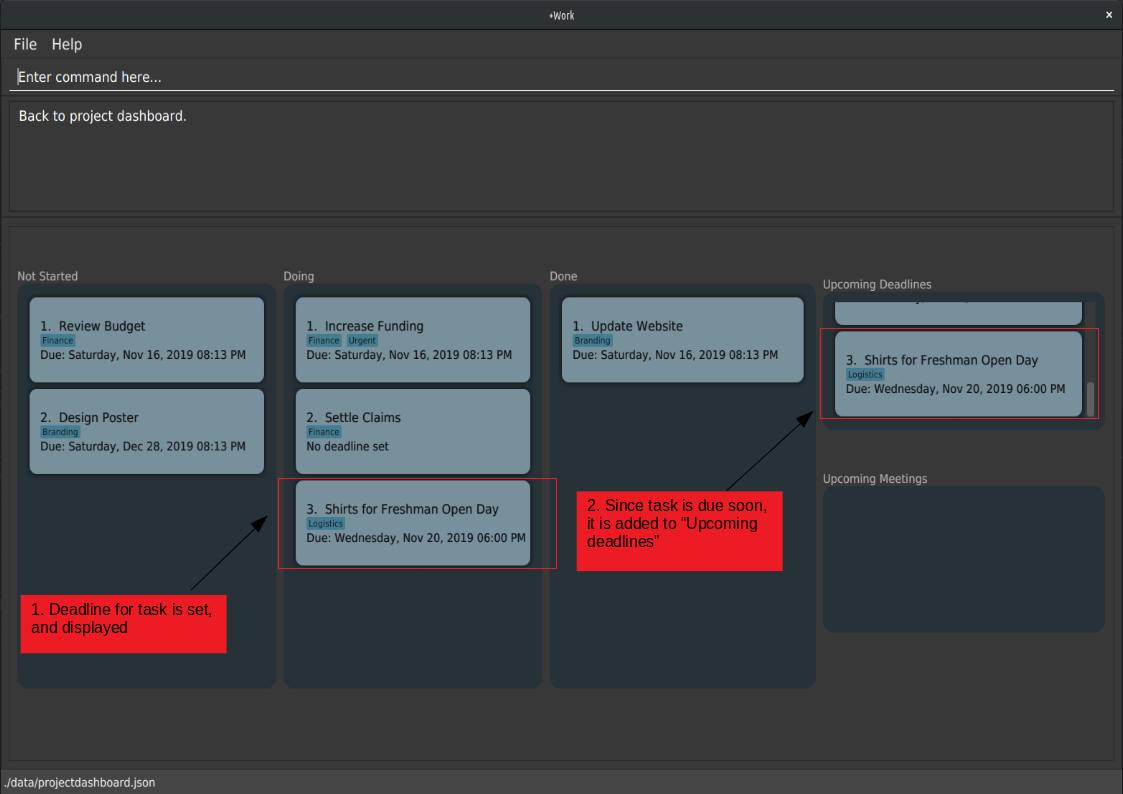 +Work
×
File Help
Enter command here...
Back to project dashboard.
Not Started
1. Review Budget
Finance
Due: Saturday, Nov 16, 2019 08:13 PM
2. Design Poster
Branding
Due: Saturday, Dec 28, 2019 08:13 PM
1. Deadline for task is set,
and displayed
Doing
1. Increase Funding
Finance Urgent
Due: Saturday, Nov 16, 2019 08:13 PM
2. Settle Claims
Finance
No deadline set
3. Shirts for Freshman Open Day
Logistics
Due: Wednesday, Nov 20, 2019 06:00 PM
Done
1. Update Website
Branding
Due: Saturday, Nov 16, 2019 08:13 PM
2. Since task is due soon,
it is added to “Upcoming
deadlines”
Upcoming Deadlines
3. Shirts for Freshman Open Day
Logistics
Due: Wednesday, Nov 20, 2019 06:00 PM
Upcoming Meetings
./data/projectdashboard.json